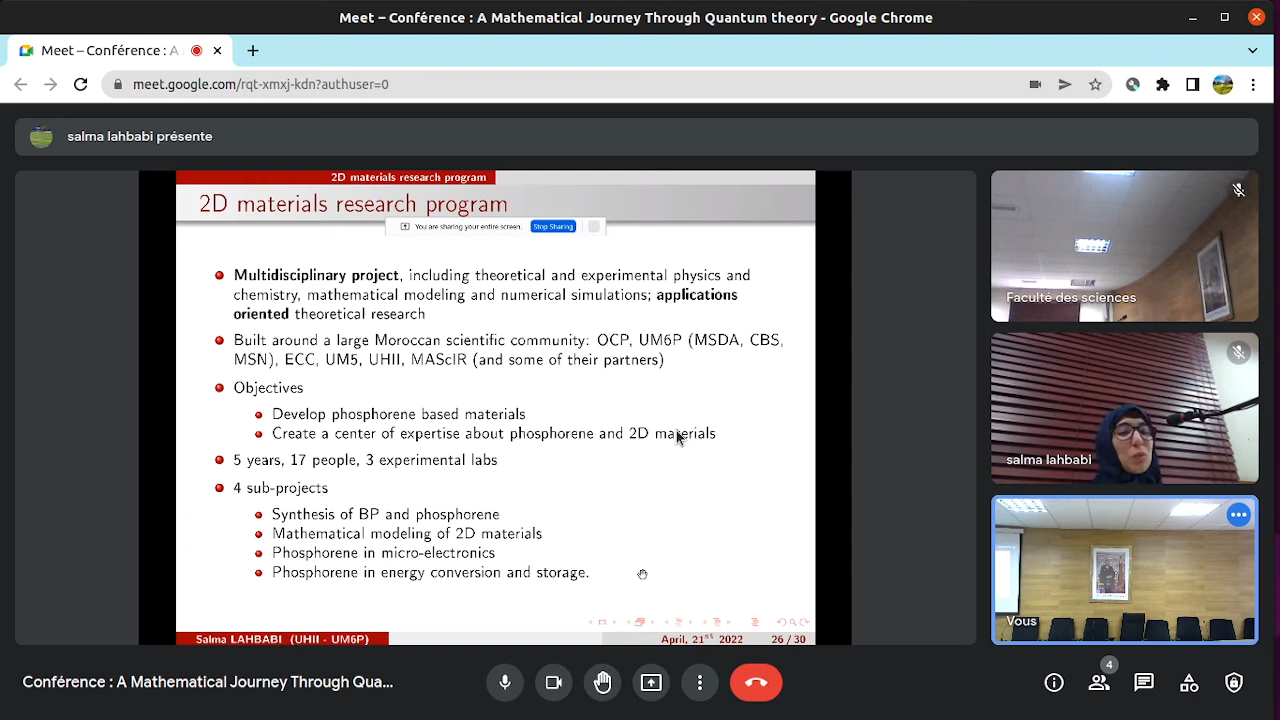 Meet – Conférence : A Mathematical Journey Through Quantum theory - Google Chrome
Meet – Conférence : A
meet.google.com/rqt-xmxj-kdn?authuser=0
salma lahbabi présente
2D materials research program
2D materials research program
You are sharing your entire screen.
Stop Sharing
Multidisciplinary project, including theoretical and experimental physics and
chemistry, mathematical modeling and numerical simulations; applications
oriented theoretical research
Built around a large Moroccan scientific community: OCP, UM6P (MSDA, CBS,
MSN), ECC, UM5, UHII, MAScIR (and some of their partners)
Objectives
Develop phosphorene based materials
Create a center of expertise about phosphorene and 2D materials
5 years, 17 people, 3 experimental labs
4 sub-projects
Synthesis of BP and phosphorene
Mathematical modeling of 2D materials
Phosphorene in micro-electronics
Phosphorene in energy conversion and storage.
Salma LAHBABI (UHII - UM6P)
April, 21st 2022
26 / 30
Faculté des sciences
salma lahbabi
Vous
Conférence : A Mathematical Journey Through Qua...
4